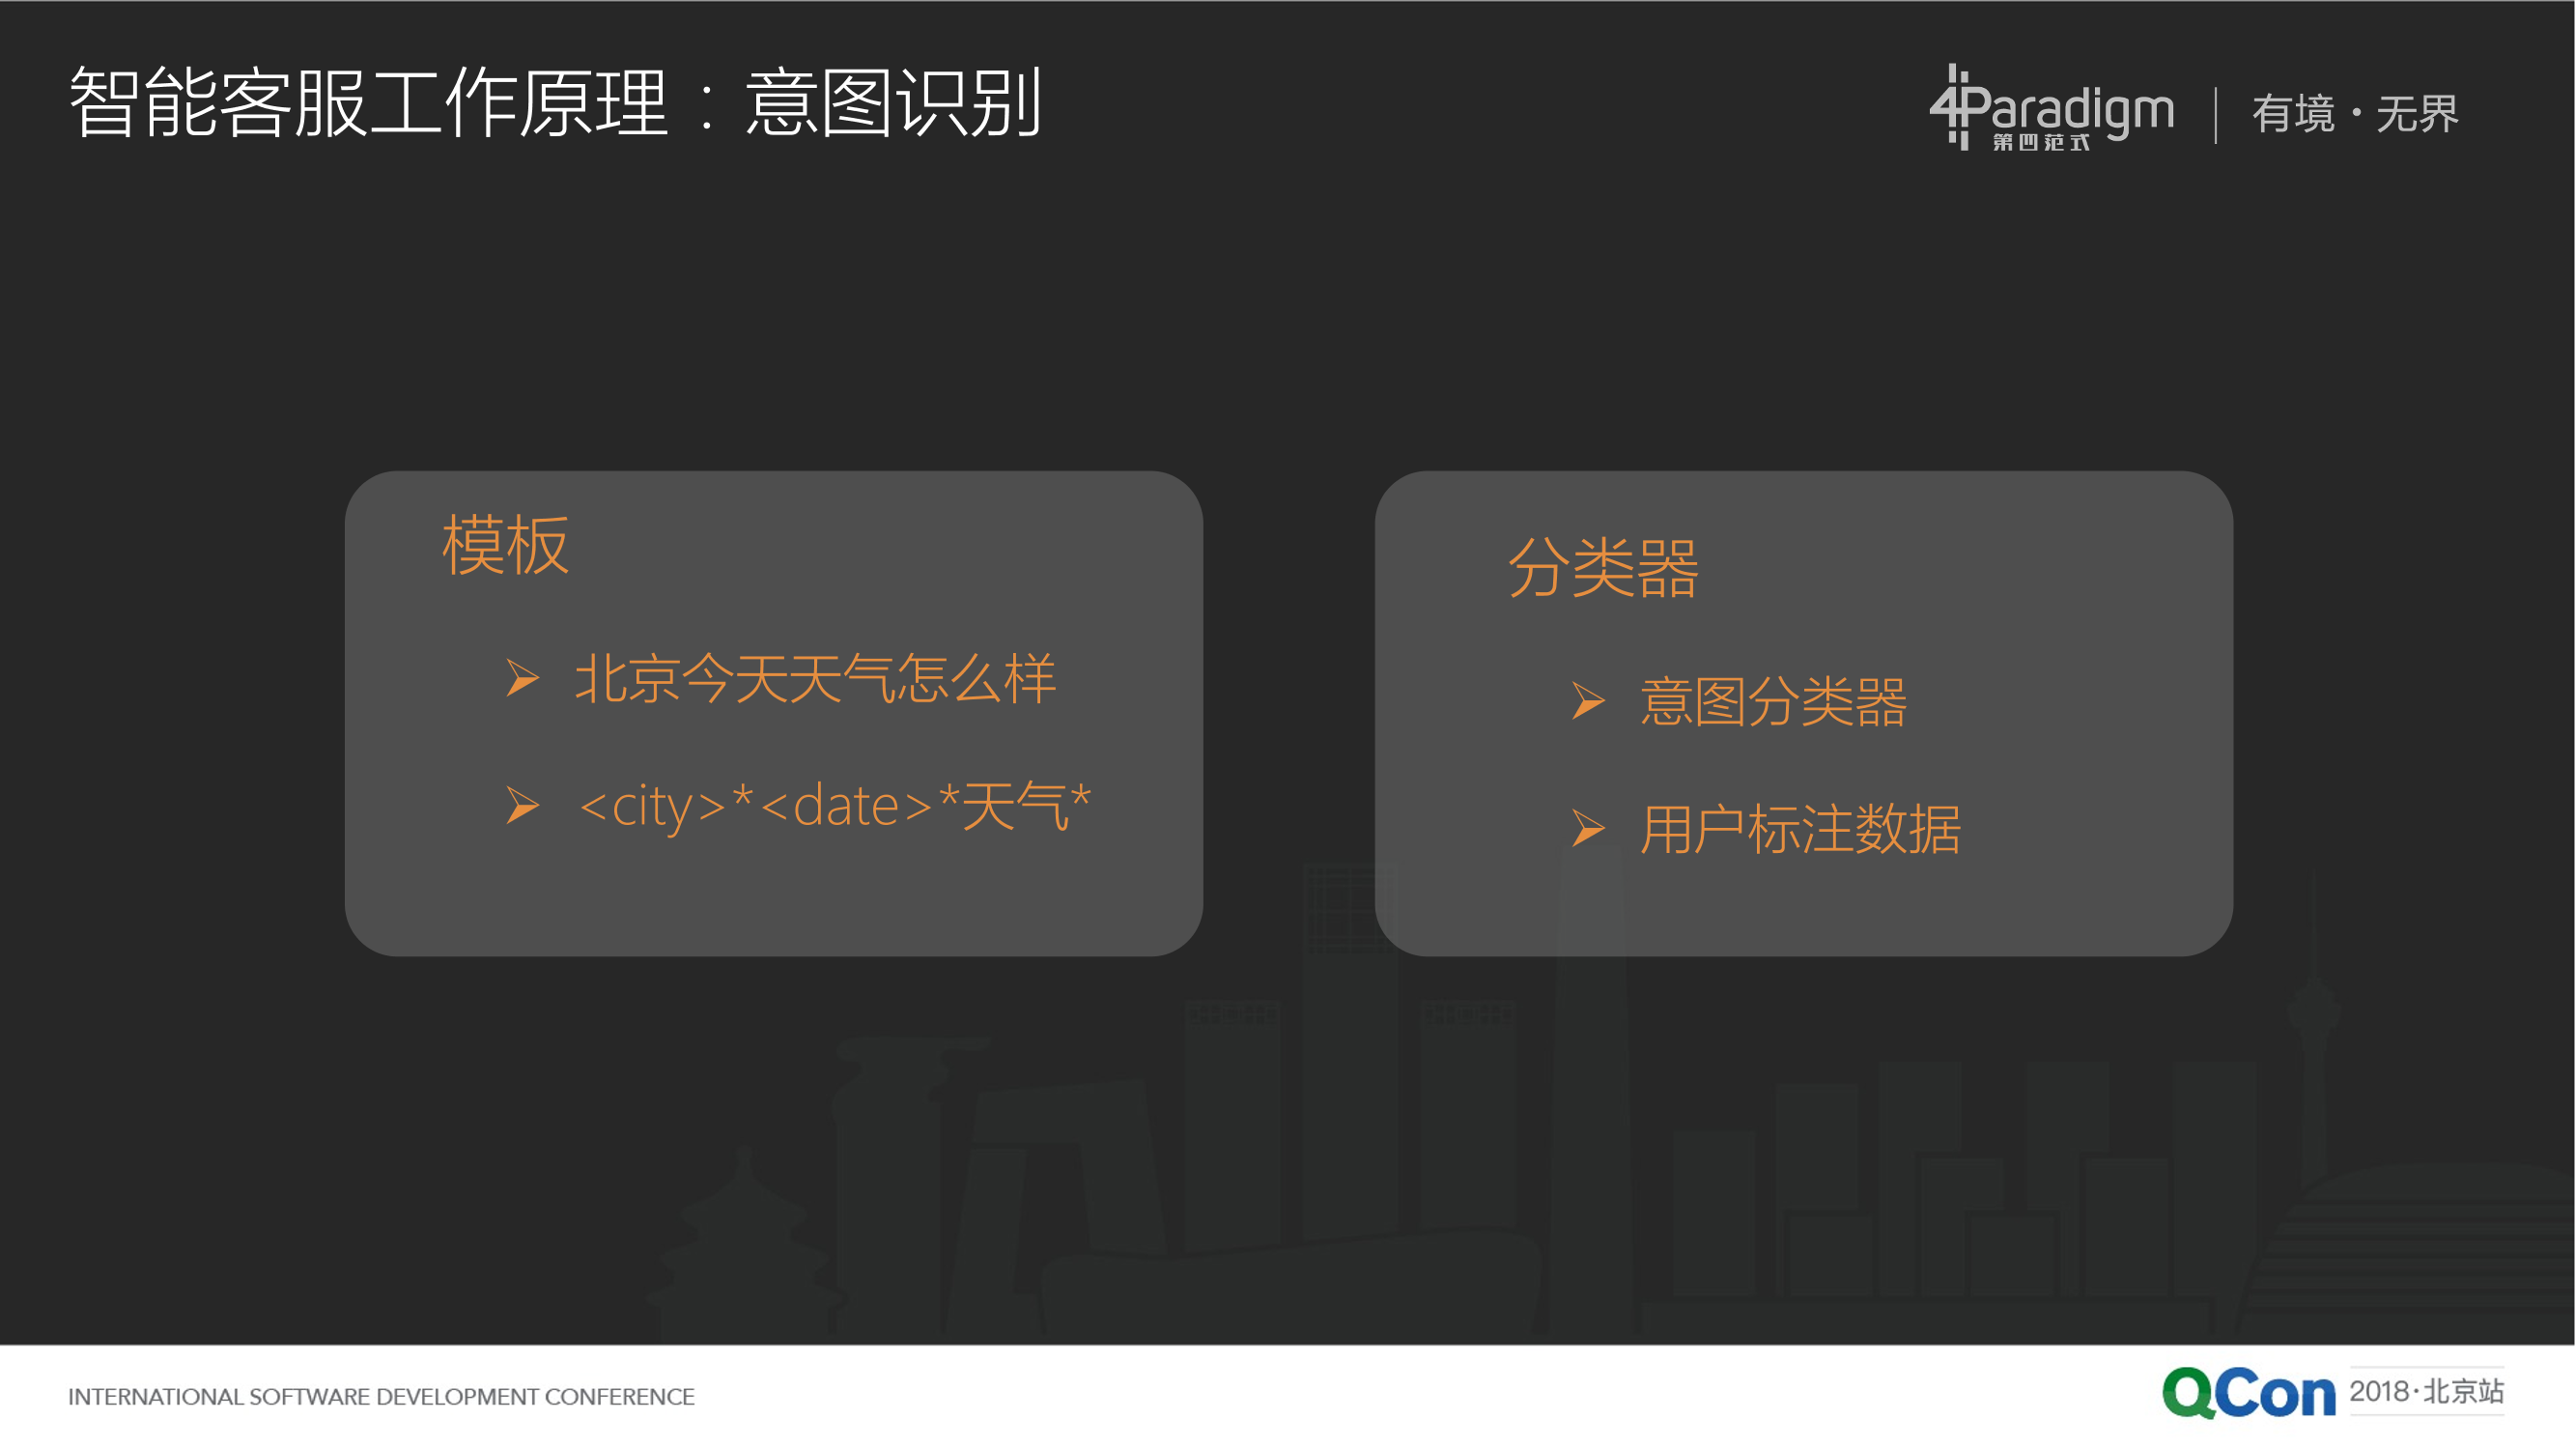 智能客服工作原理：意图识别
4Paradigm
第四范式
有境·无界
模板
北京今天天气怎么样
<city>*<date>*天气*
分类器
意图分类器
用户标注数据
INTERNATIONAL SOFTWARE DEVELOPMENT CONFERENCE
QCon 2018·北京站